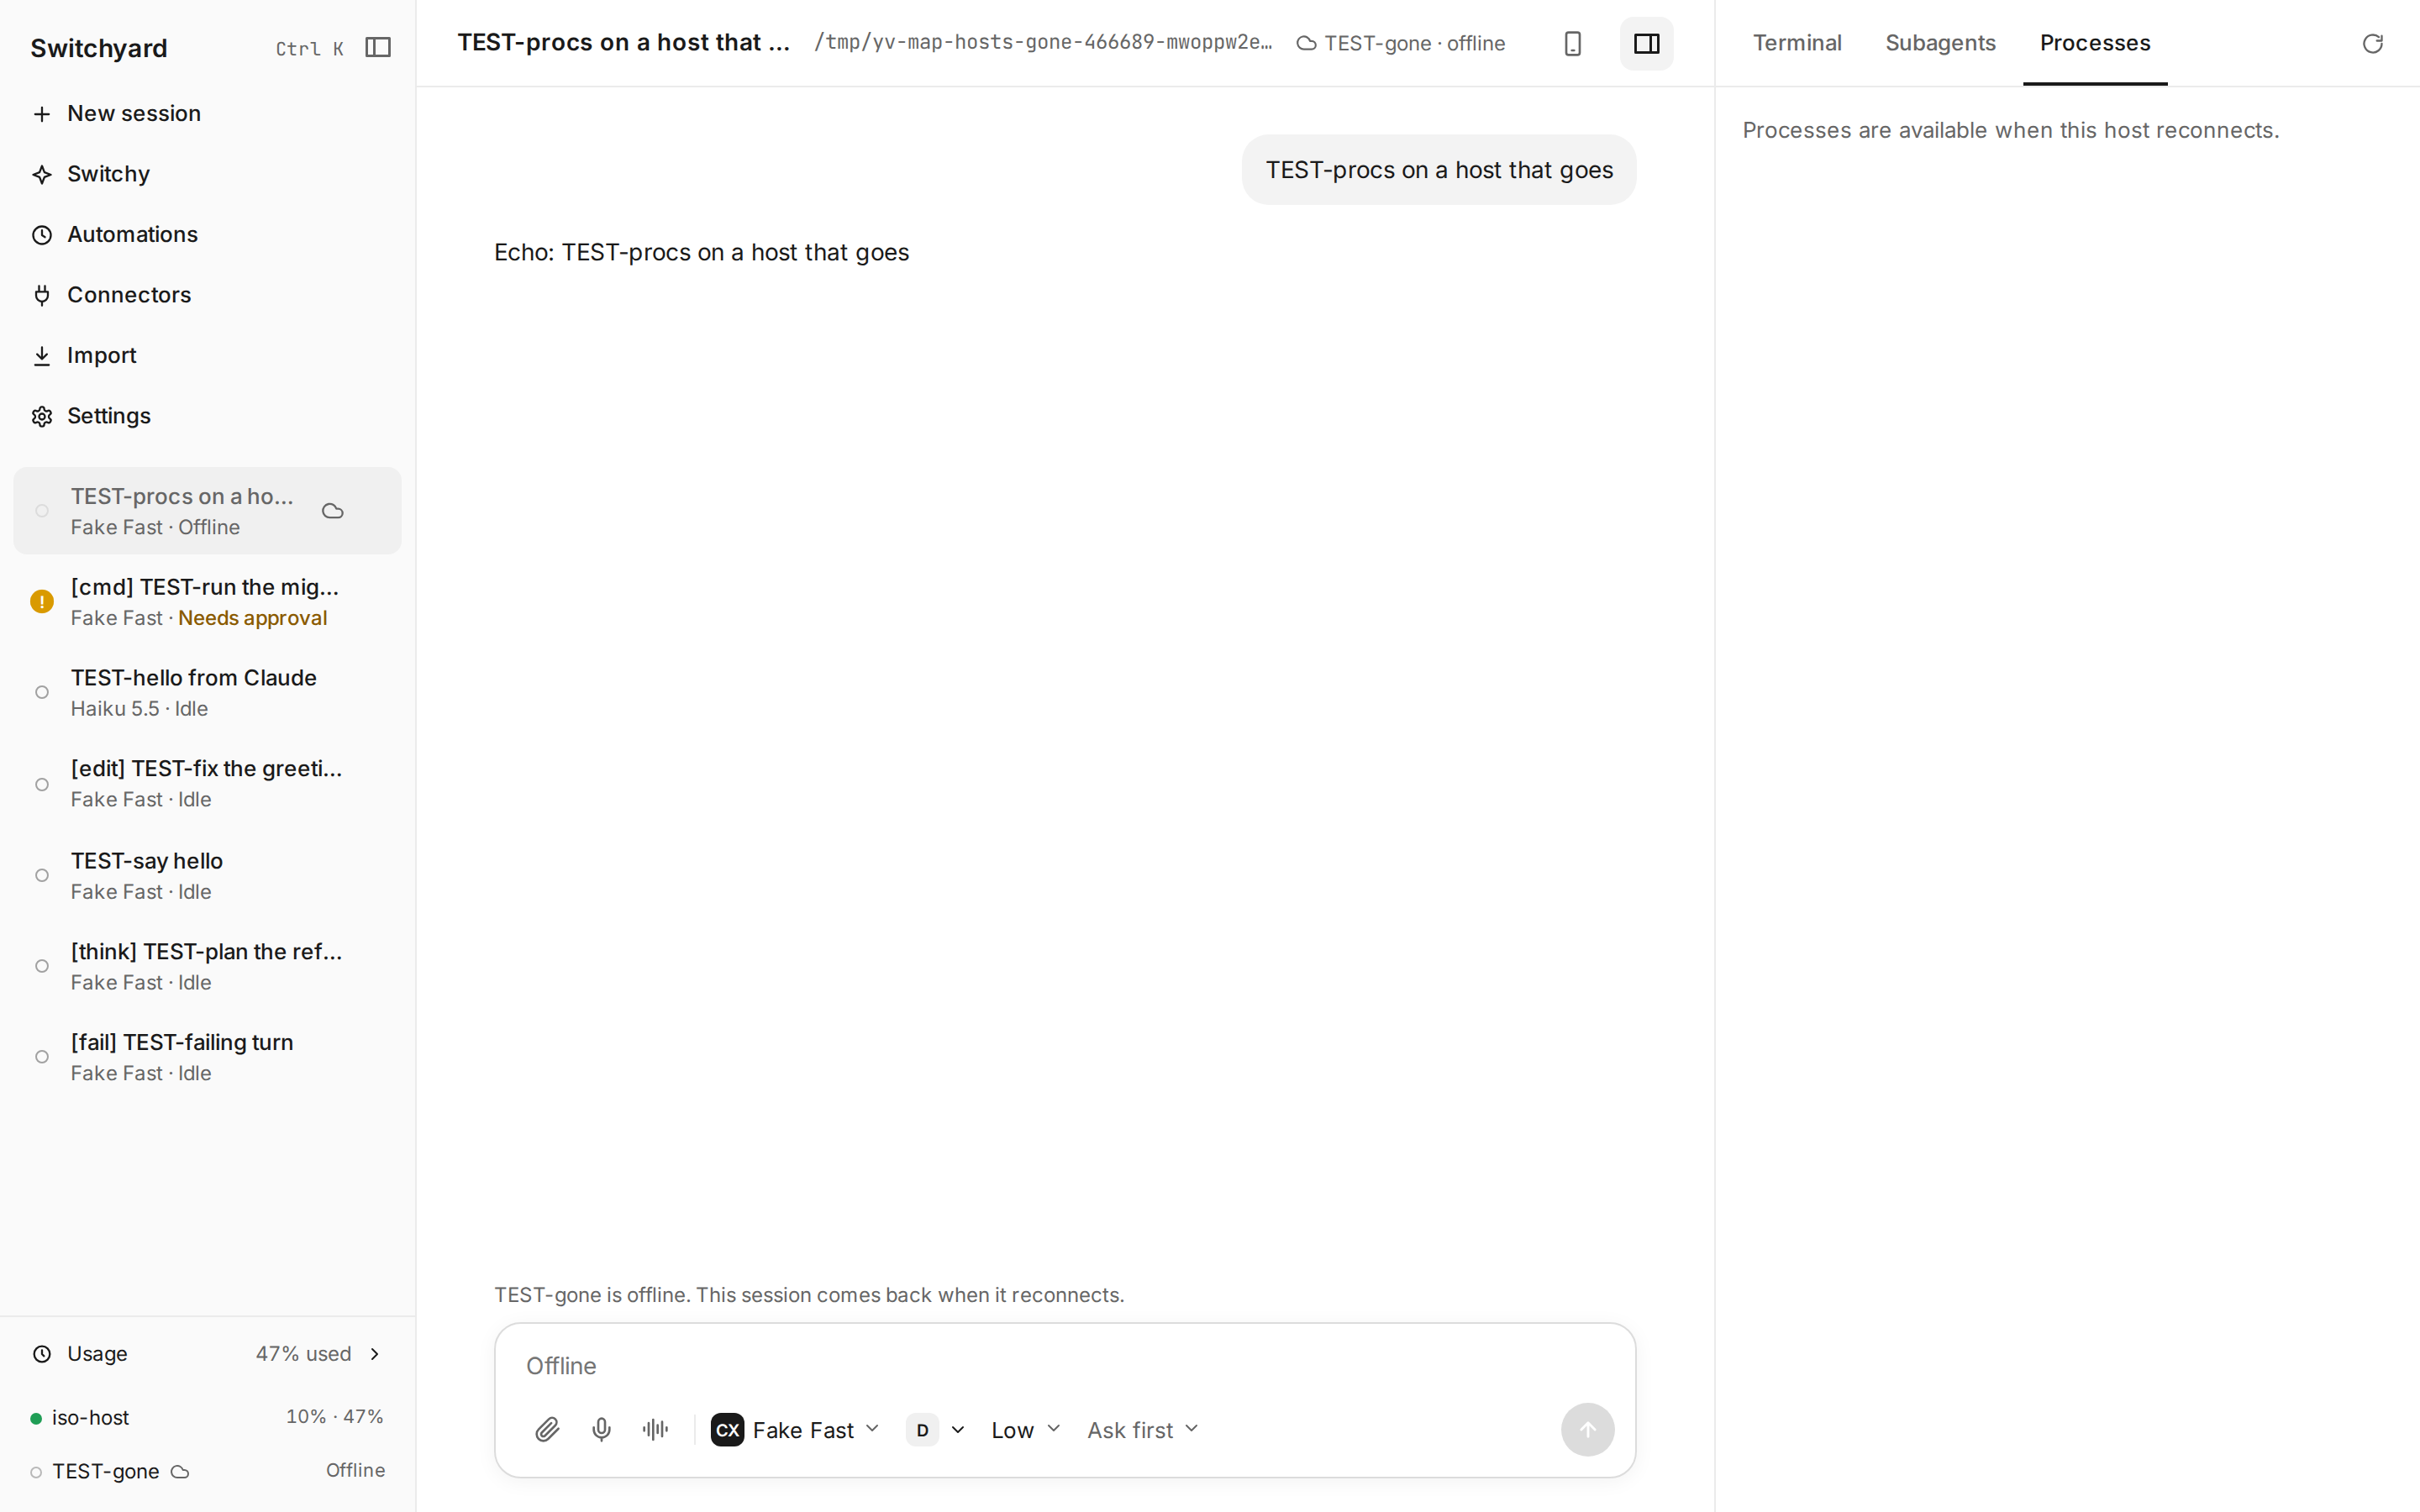 Switchyard
Ctrl K
New session
Switchy
Automations
Connectors
Import
Settings
TEST-procs on a ho...
Fake Fast · Offline
[cmd] TEST-run the mig...
Fake Fast · Needs approval
TEST-hello from Claude
Haiku 5.5 · Idle
[edit] TEST-fix the greeti...
Fake Fast · Idle
TEST-say hello
Fake Fast · Idle
[think] TEST-plan the ref...
Fake Fast · Idle
[fail] TEST-failing turn
Fake Fast · Idle
Usage 47% used
iso-host 10% · 47%
TEST-gone Offline
TEST-procs on a host that ... /tmp/yv-map-hosts-gone-466689-mwoppw2e… TEST-gone · offline
TEST-procs on a host that goes
Echo: TEST-procs on a host that goes
TEST-gone is offline. This session comes back when it reconnects.
Offline
CX Fake Fast D Low Ask first
Terminal Subagents Processes
Processes are available when this host reconnects.